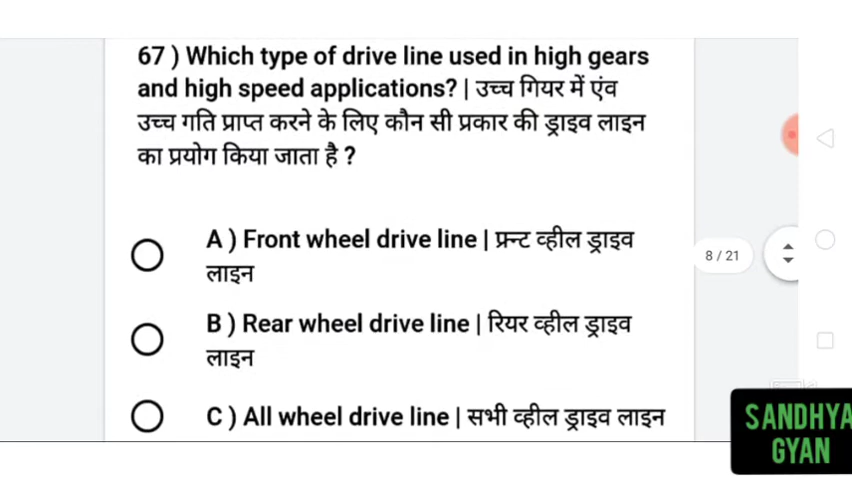 67 ) Which type of drive line used in high gears
and high speed applications? | उच्च गियर में एंव
उच्च गति प्राप्त करने के लिए कौन सी प्रकार की ड्राइव लाइन
का प्रयोग किया जाता है ?
A ) Front wheel drive line | फ्रन्ट व्हील ड्राइव
लाइन
8 / 21
B ) Rear wheel drive line | रियर व्हील ड्राइव
लाइन
C ) All wheel drive line | सभी व्हील ड्राइव लाइन
SANDHYA
GYAN